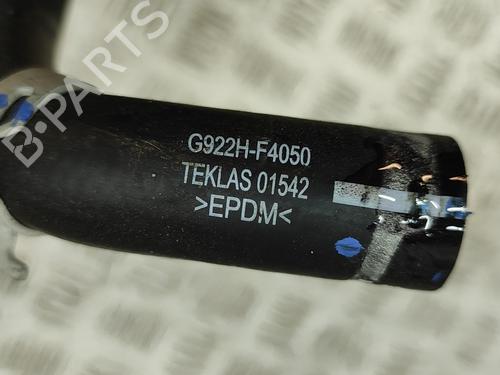 B-PARTS
G922H-F4050
TEKLAS 01542
>EPDM<